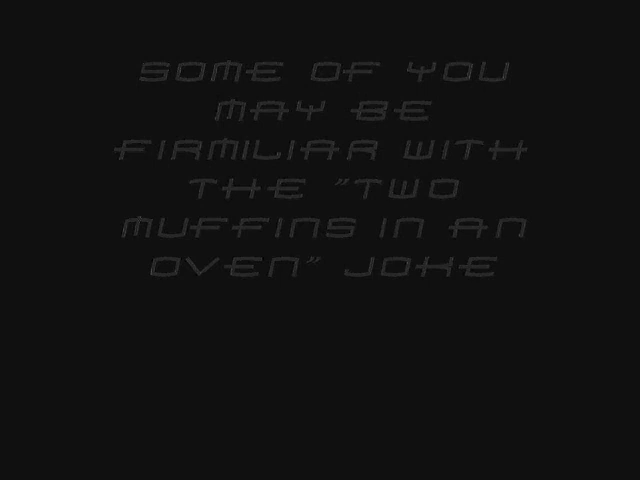 SOME OF YOU
MAY BE
FIRMILIAR WITH
THE "TWO
MUFFINS IN AN
OVEN" JOKE